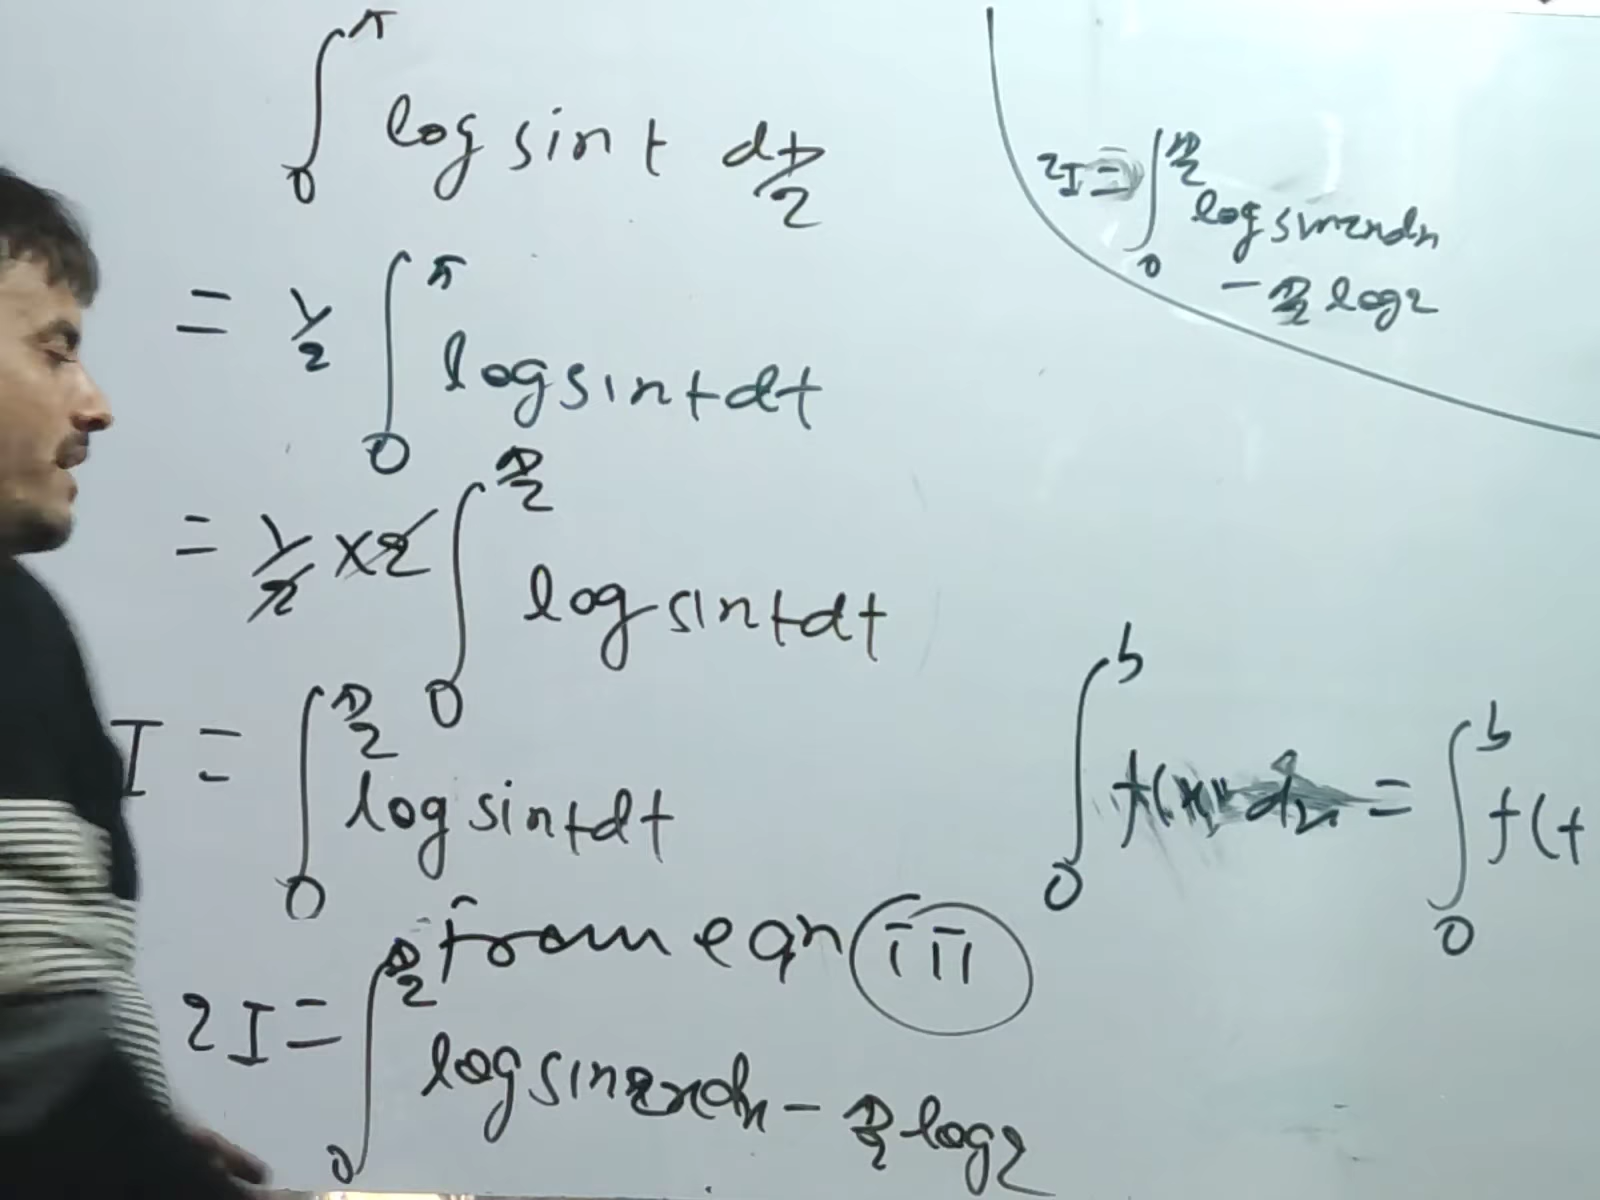 ∫₀^π log sin t dt/2
= 1/2 ∫₀^π log sin t dt
= 1/2 × 2 ∫₀^{π/2} log sin t dt
I = ∫₀^{π/2} log sin t dt
from eqn (iii)
2I = ∫₀^{π/2} log sin 2x dx − π/2 log 2
2I = ∫₀^{π/2} log sin 2x dx
− π/2 log 2
∫₀^b f(x) dx = ∫₀^b f(t